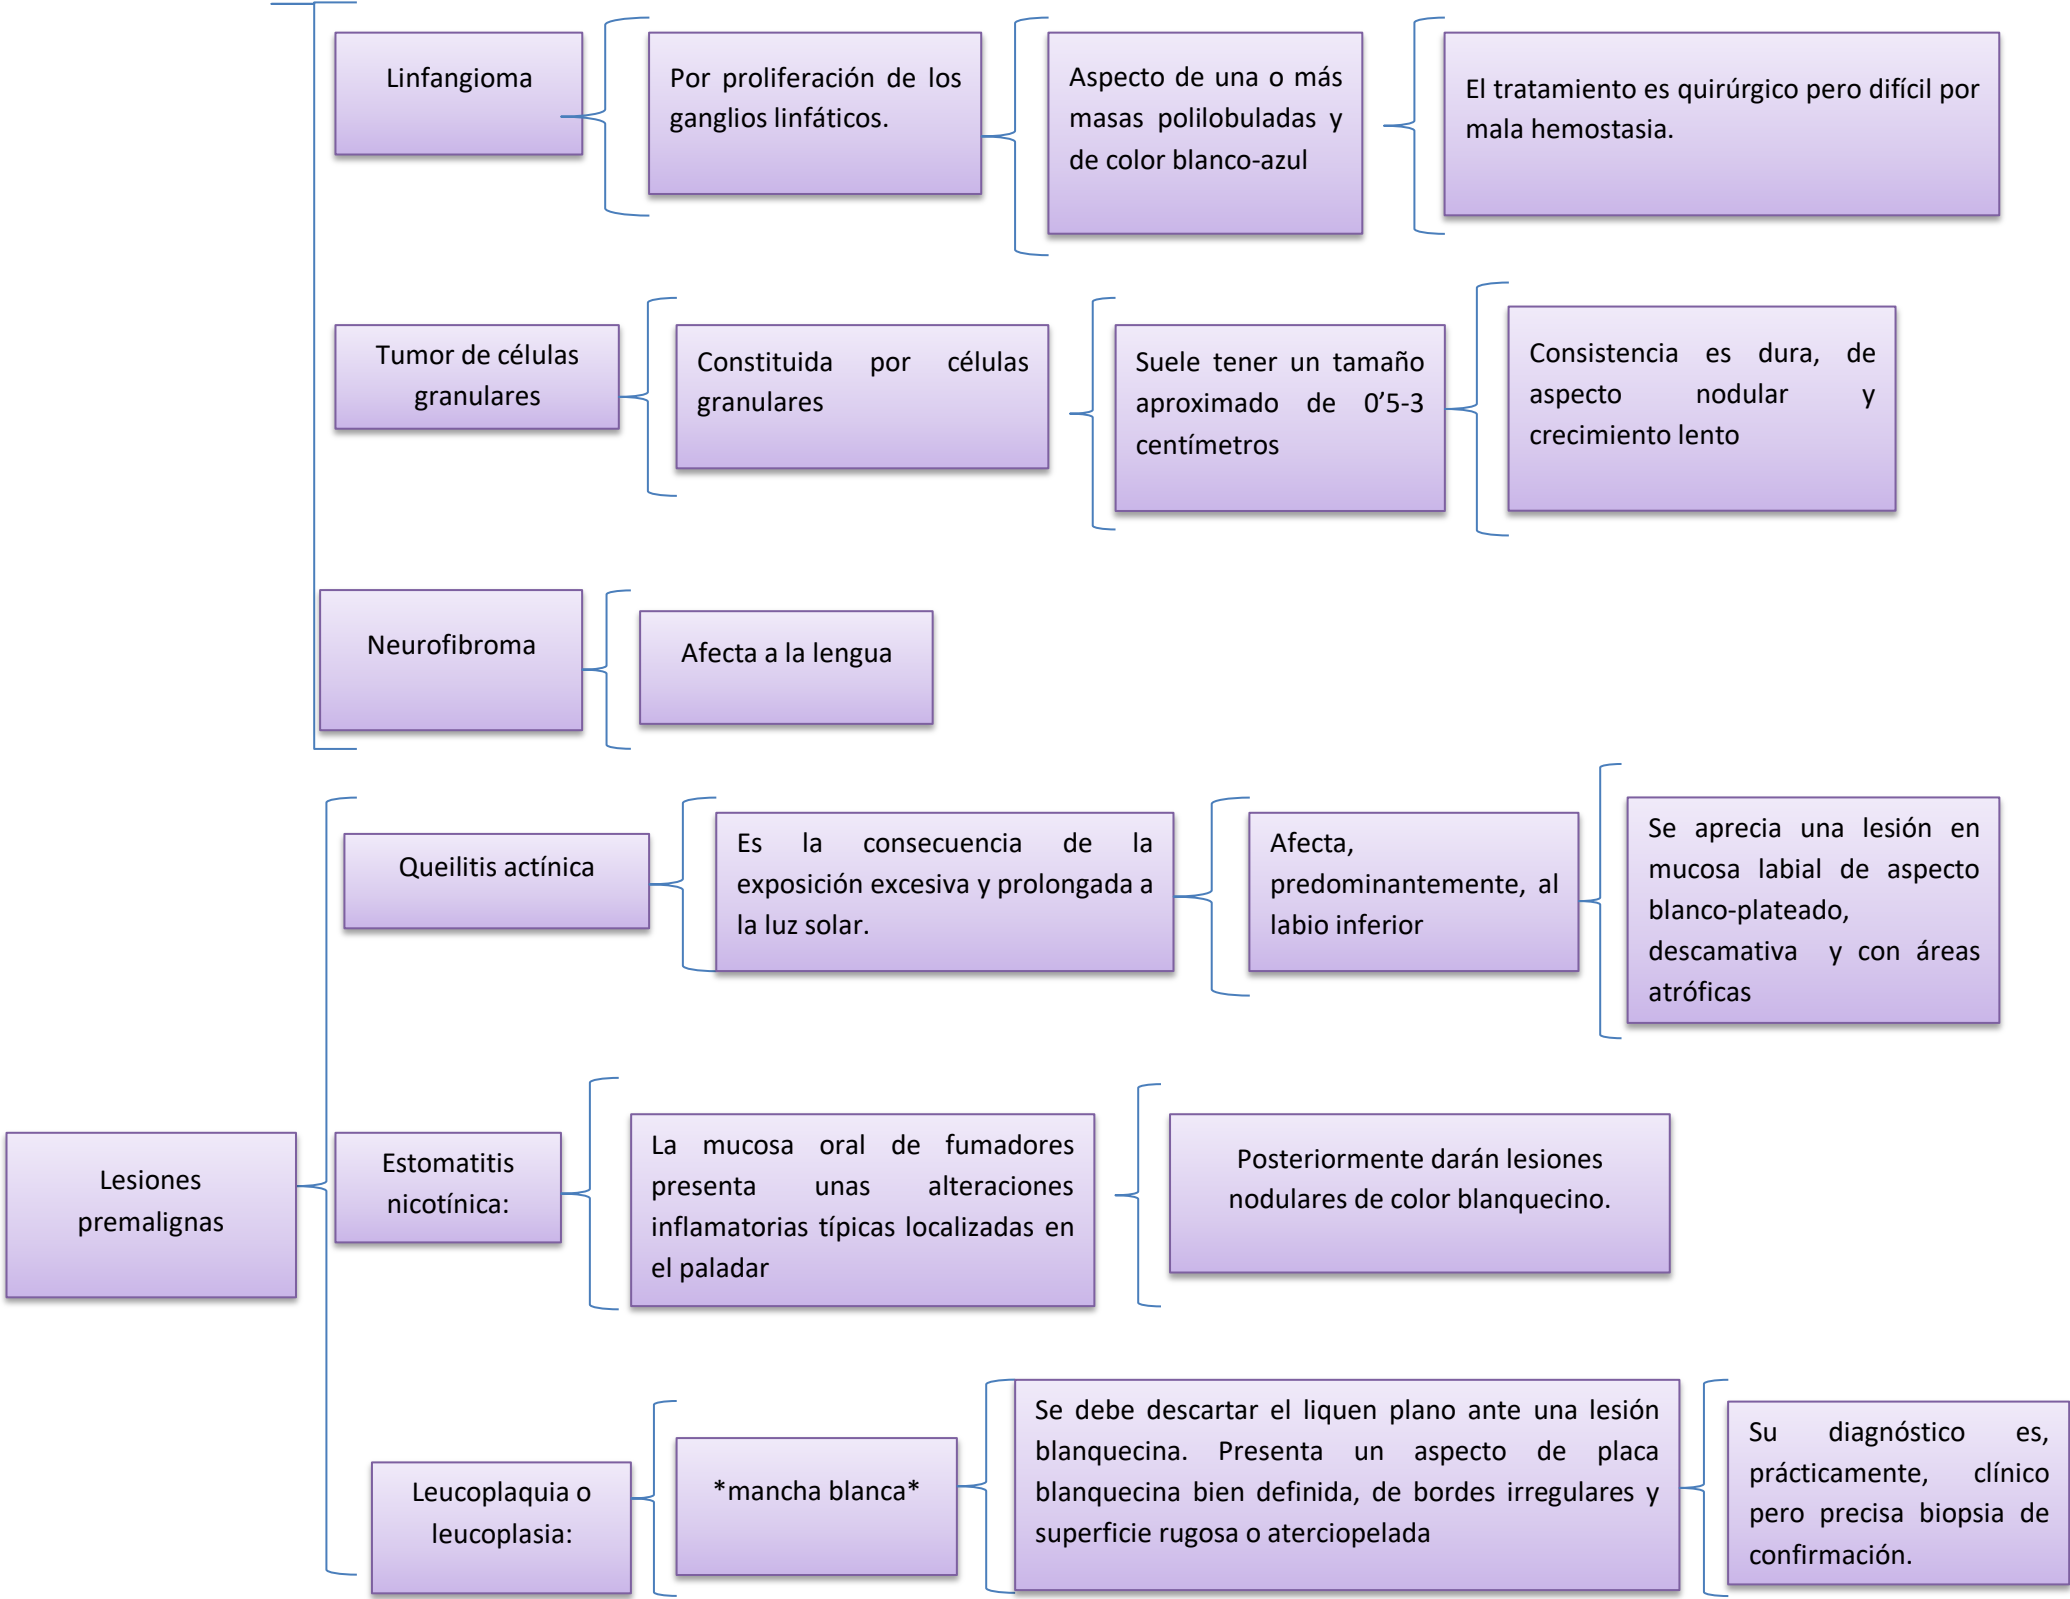 Linfangioma
Por proliferación de los
ganglios linfáticos.
Aspecto de una o más
masas polilobuladas y
de color blanco-azul
El tratamiento es quirúrgico pero difícil por
mala hemostasia.
Tumor de células
granulares
Constituida por células
granulares
Suele tener un tamaño
aproximado de 0’5-3
centímetros
Consistencia es dura, de
aspecto nodular y
crecimiento lento
Neurofibroma
Afecta a la lengua
Lesiones
premalignas
Queilitis actínica
Es la consecuencia de la
exposición excesiva y prolongada a
la luz solar.
Afecta,
predominantemente, al
labio inferior
Se aprecia una lesión en
mucosa labial de aspecto
blanco-plateado,
descamativa y con áreas
atróficas
Estomatitis
nicotínica:
La mucosa oral de fumadores
presenta unas alteraciones
inflamatorias típicas localizadas en
el paladar
Posteriormente darán lesiones
nodulares de color blanquecino.
Leucoplaquia o
leucoplasia:
*mancha blanca*
Se debe descartar el liquen plano ante una lesión
blanquecina. Presenta un aspecto de placa
blanquecina bien definida, de bordes irregulares y
superficie rugosa o aterciopelada
Su diagnóstico es,
prácticamente, clínico
pero precisa biopsia de
confirmación.